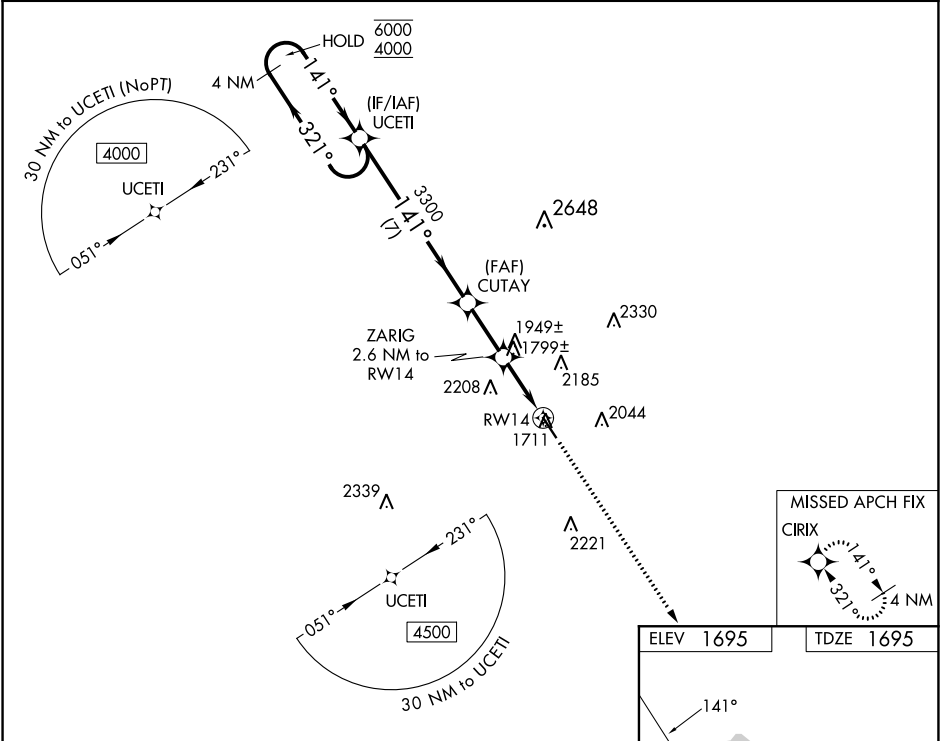 HOLD 6000
4000
4 NM
141°
321°
(IF/IAF)
UCETI
30 NM to UCETI (NoPT)
4000
UCETI
231°
051°
3300
141°
(7)
2648
(FAF)
CUTAY
2330
ZARIG
2.6 NM to
RW14
1949±
1799±
2185
2208
RW14
1711
2044
2339
2221
231°
UCETI
051°
4500
30 NM to UCETI
MISSED APCH FIX
CIRIX
141°
321°
4 NM
ELEV 1695
TDZE 1695
141°